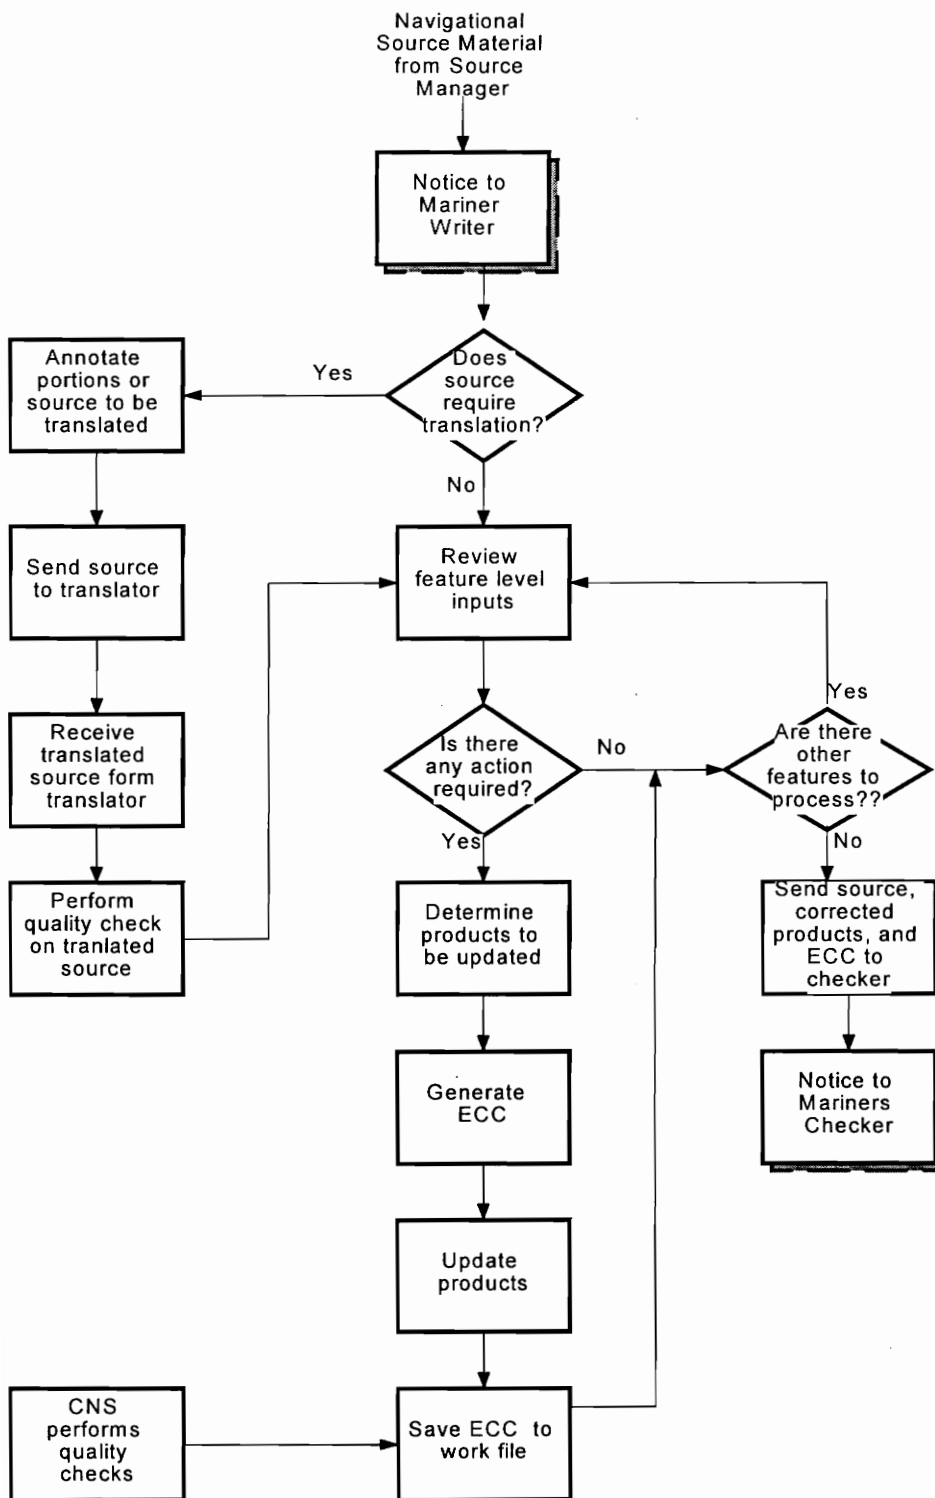 Navigational
Source Material
from Source
Manager
Notice to
Mariner
Writer
Does
source
require
translation?
Yes
No
Annotate
portions or
source to be
translated
Send source
to translator
Receive
translated
source form
translator
Perform
quality check
on tranlated
source
Review
feature level
inputs
Is there
any action
required?
No
Yes
Are there
other
features to
process??
Yes
No
Determine
products to
be updated
Generate
ECC
Update
products
Save ECC to
work file
CNS
performs
quality
checks
Send source,
corrected
products, and
ECC to
checker
Notice to
Mariners
Checker